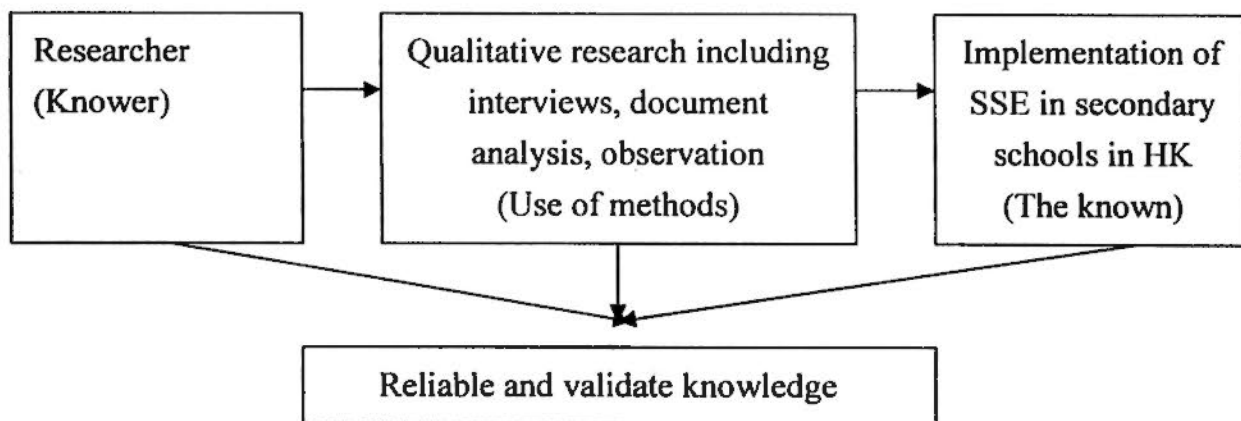 Researcher
(Knower)
Qualitative research including
interviews, document
analysis, observation
(Use of methods)
Implementation of
SSE in secondary
schools in HK
(The known)
Reliable and validate knowledge